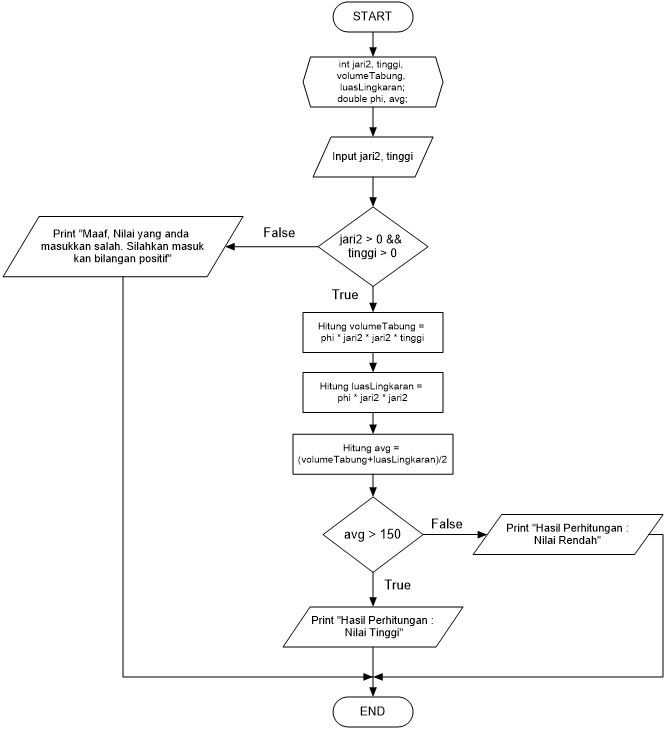 START
int jari2, tinggi,
volumeTabung,
luasLingkaran;
double phi, avg;
Input jari2, tinggi
jari2 > 0 &&
tinggi > 0
False
Print "Maaf, Nilai yang anda
masukkan salah. Silahkan masuk
kan bilangan positif"
True
Hitung volumeTabung =
phi * jari2 * jari2 * tinggi
Hitung luasLingkaran =
phi * jari2 * jari2
Hitung avg =
(volumeTabung+luasLingkaran)/2
avg > 150
False
Print "Hasil Perhitungan :
Nilai Rendah"
True
Print "Hasil Perhitungan :
Nilai Tinggi"
END